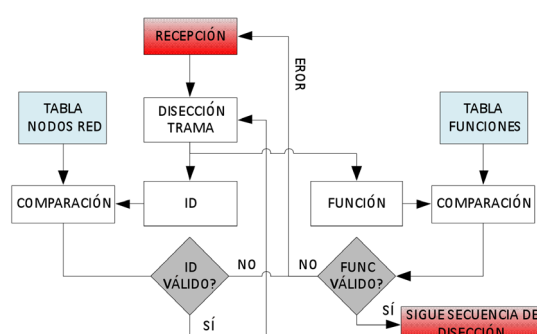 RECEPCIÓN
EROR
TABLA
NODOS RED
DISECCIÓN
TRAMA
TABLA
FUNCIONES
COMPARACIÓN
ID
FUNCIÓN
COMPARACIÓN
ID
VÁLIDO?
NO
NO
FUNC
VÁLIDO?
SÍ
SÍ
SIGUE SECUENCIA DE
DISECCIÓN